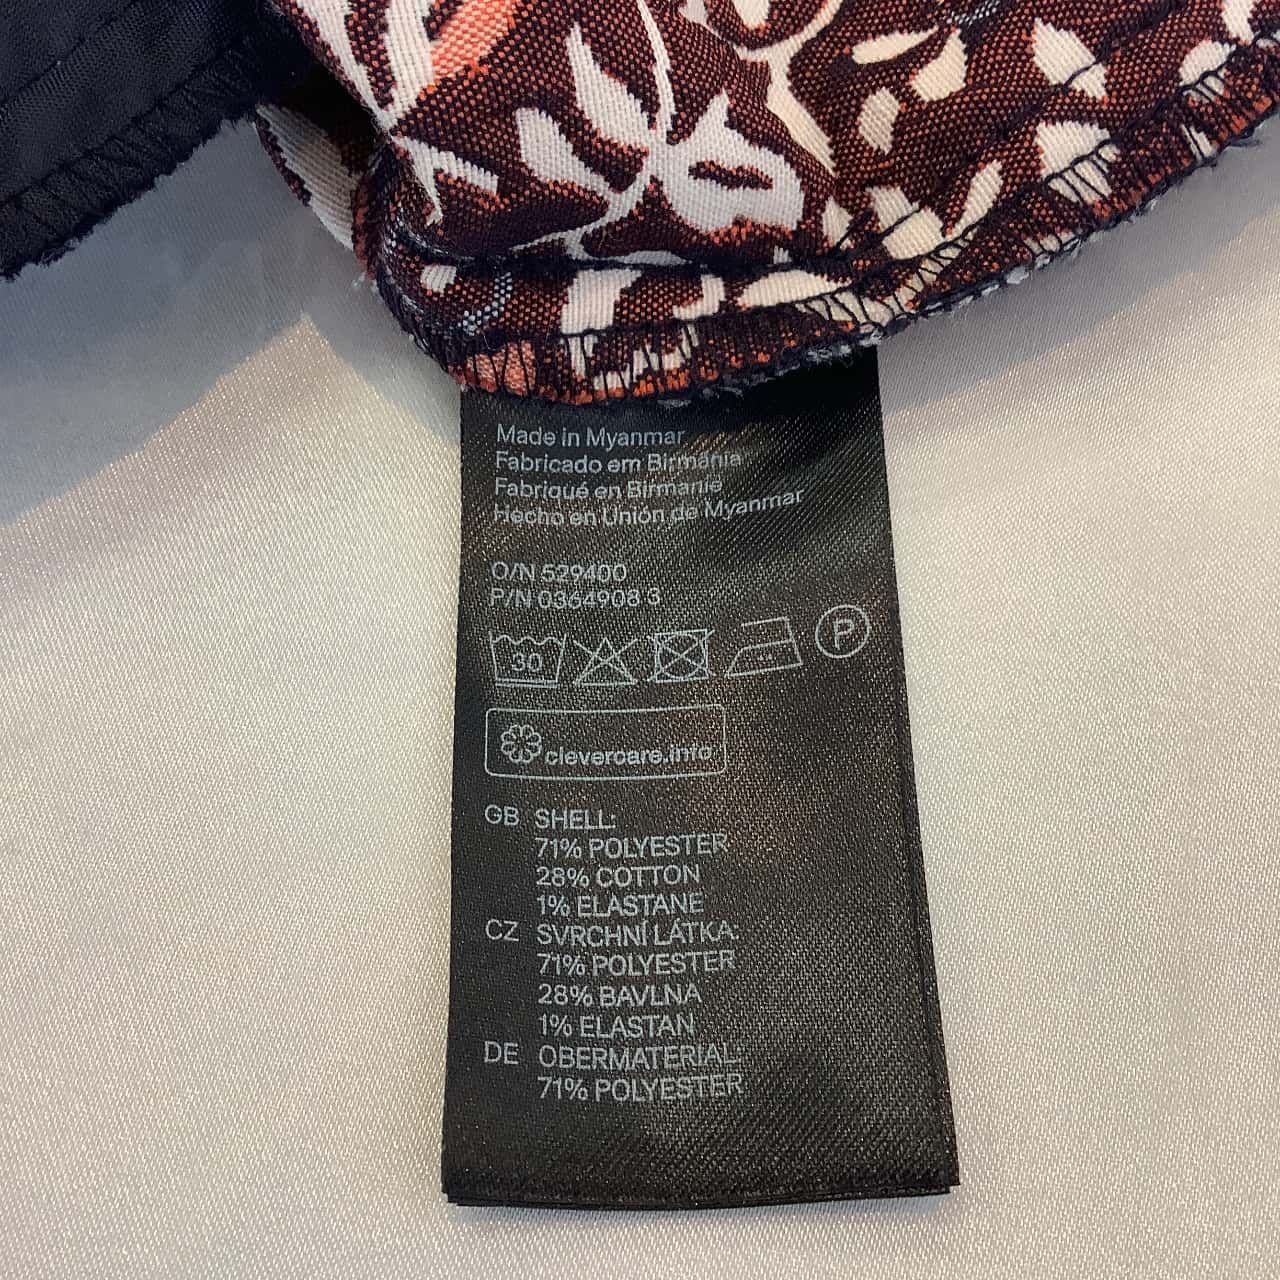 Made in Myanmar
Fabricado em Birmânia
Fabriqué en Birmanie
Hecho en Unión de Myanmar
O/N 529400
P/N 0364908 3
30 P
clevercare.info
GB SHELL:
71% POLYESTER
28% COTTON
1% ELASTANE
CZ SVRCHNÍ LÁTKA:
71% POLYESTER
28% BAVLNA
1% ELASTAN
DE OBERMATERIAL:
71% POLYESTER